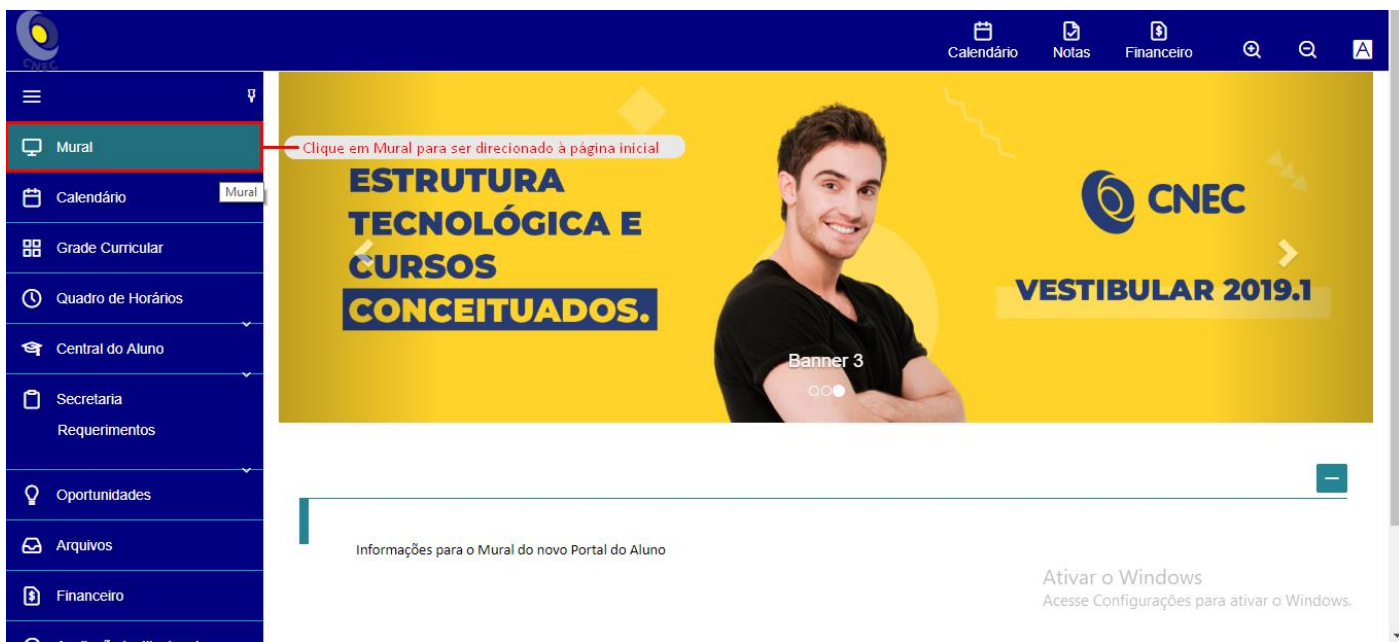 CNEC
Calendário
Notas
Financeiro
A
Mural
Clique em Mural para ser direcionado à página inicial
Calendário
Mural
Grade Curricular
Quadro de Horários
Central do Aluno
Secretaria
Requerimentos
Oportunidades
Arquivos
Financeiro
ESTRUTURA
TECNOLÓGICA E
CURSOS
CONCEITUADOS.
CNEC
VESTIBULAR 2019.1
Banner 3
Informações para o Mural do novo Portal do Aluno
Ativar o Windows
Acesse Configurações para ativar o Windows.